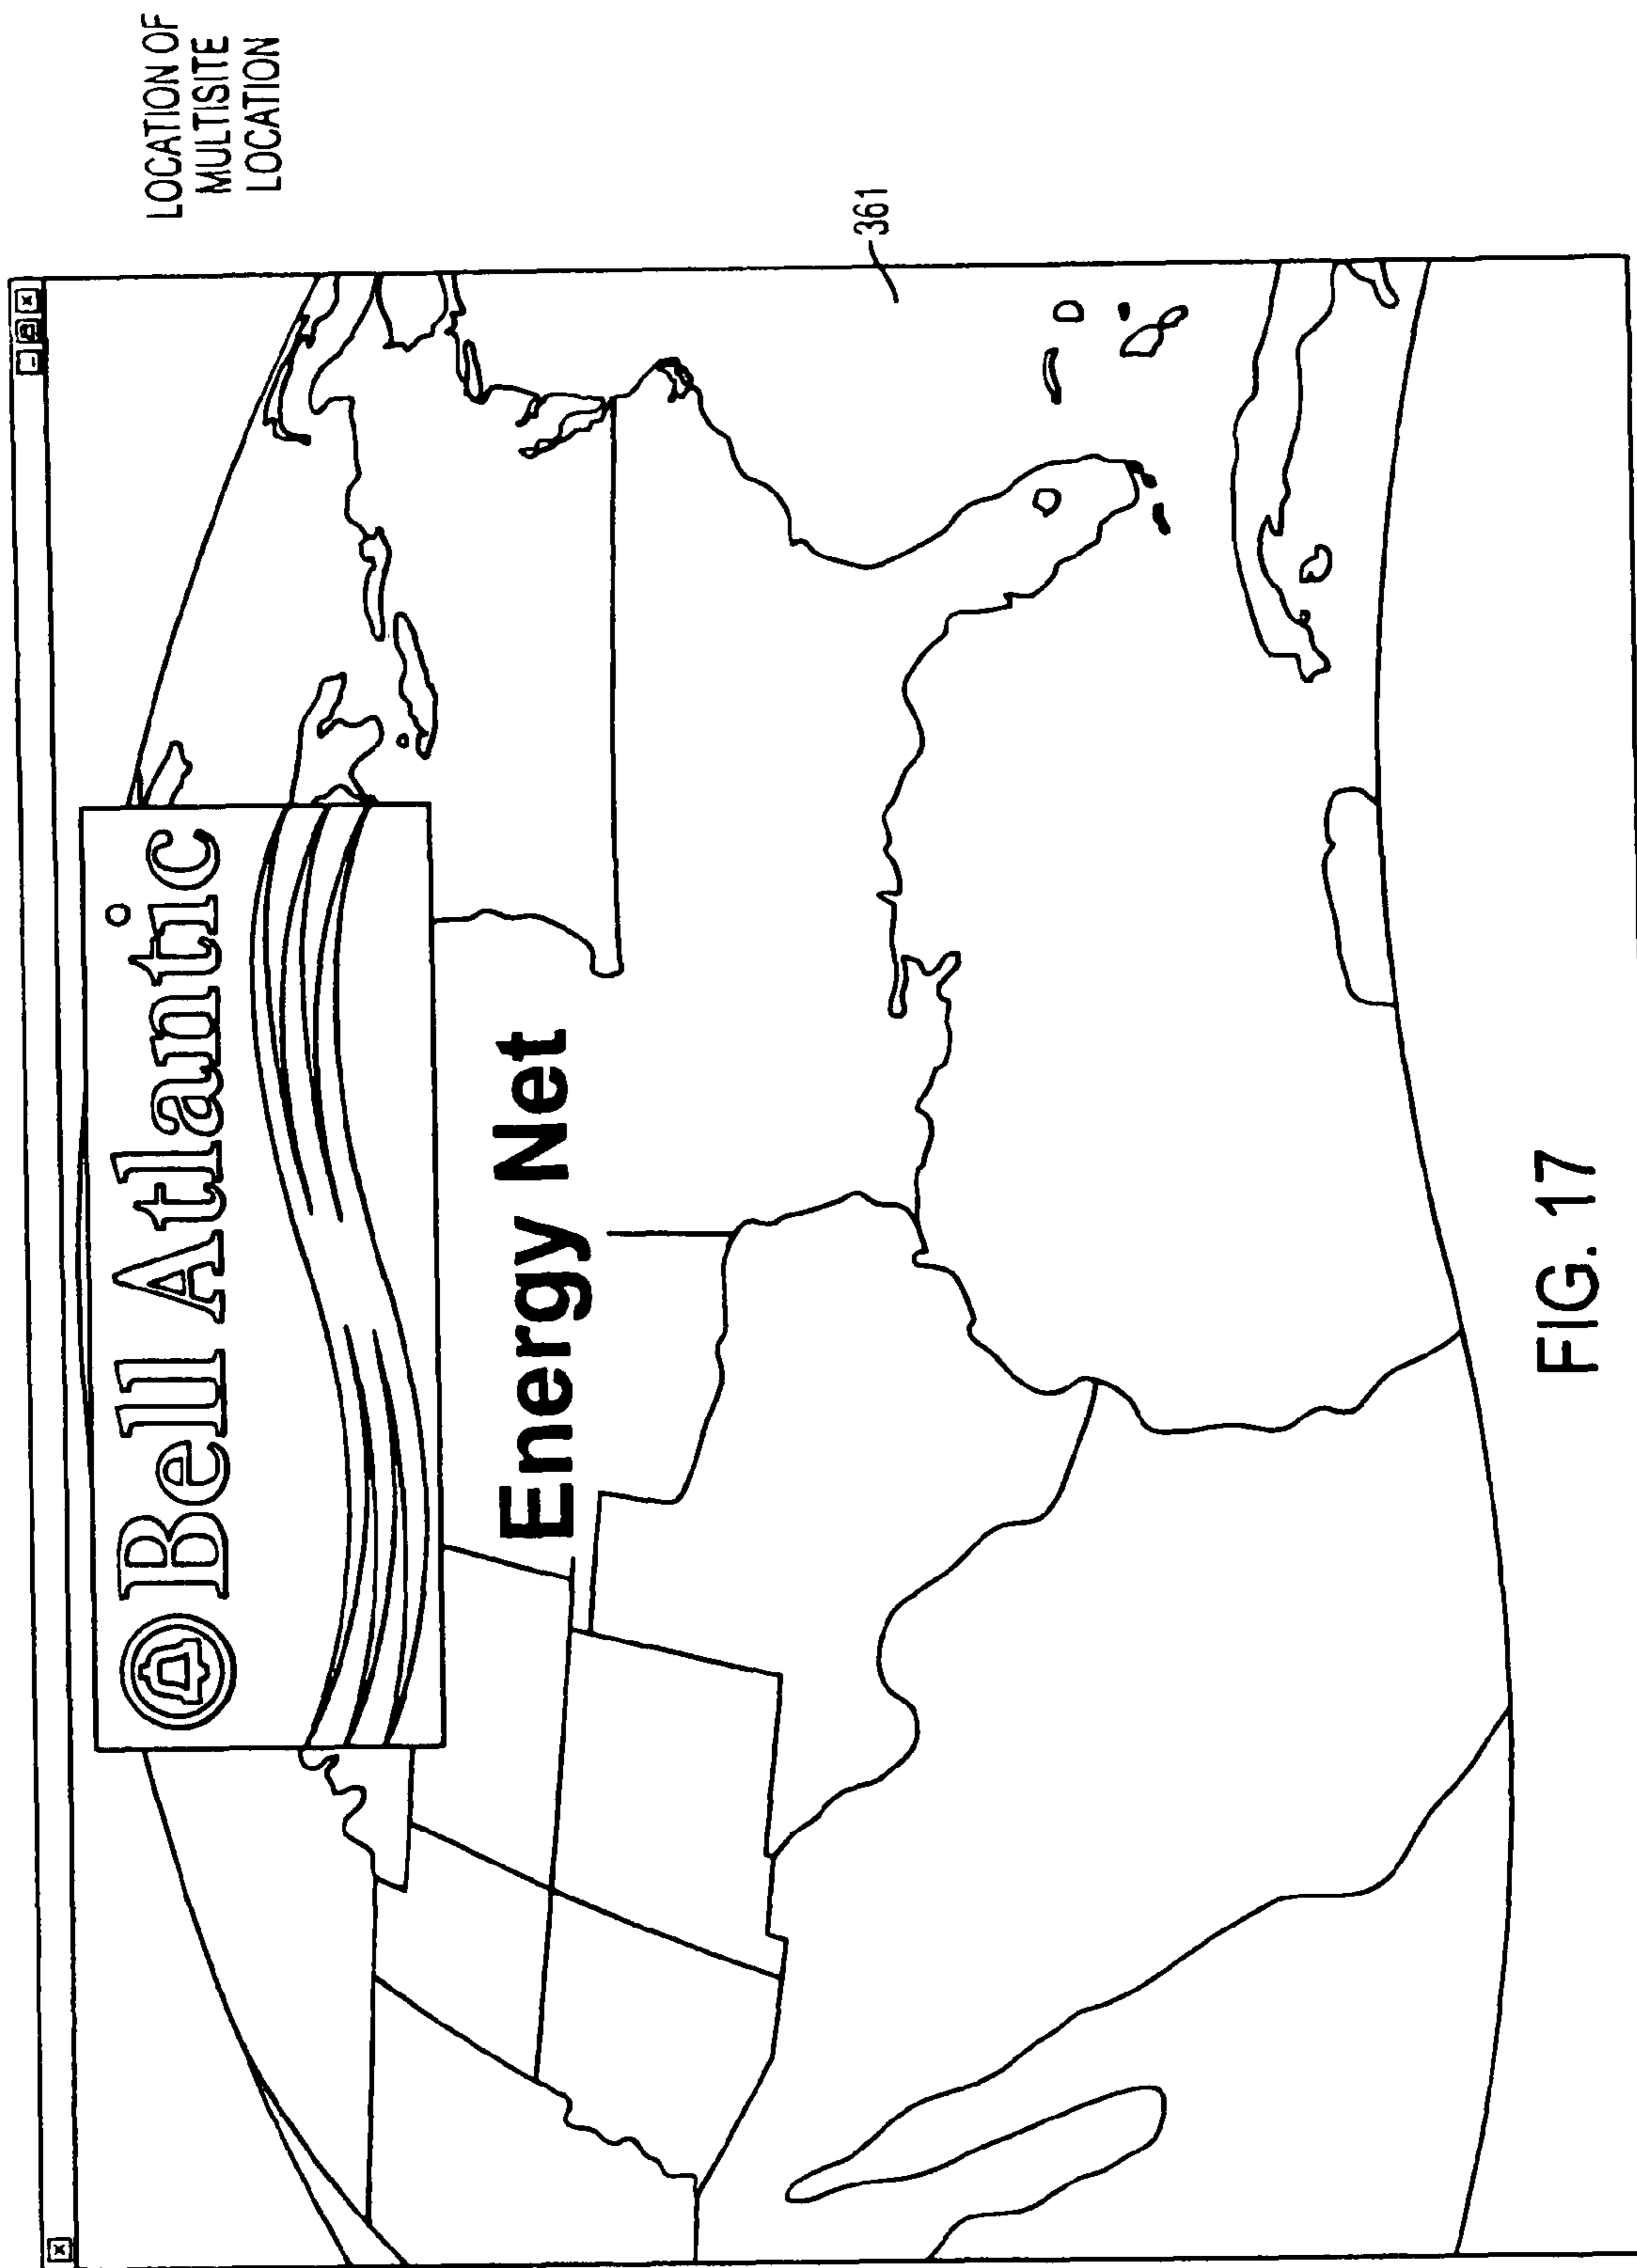 LOCATION OF
MULTISITE
LOCATION
Bell Atlantic
Energy Net
361
FIG. 17